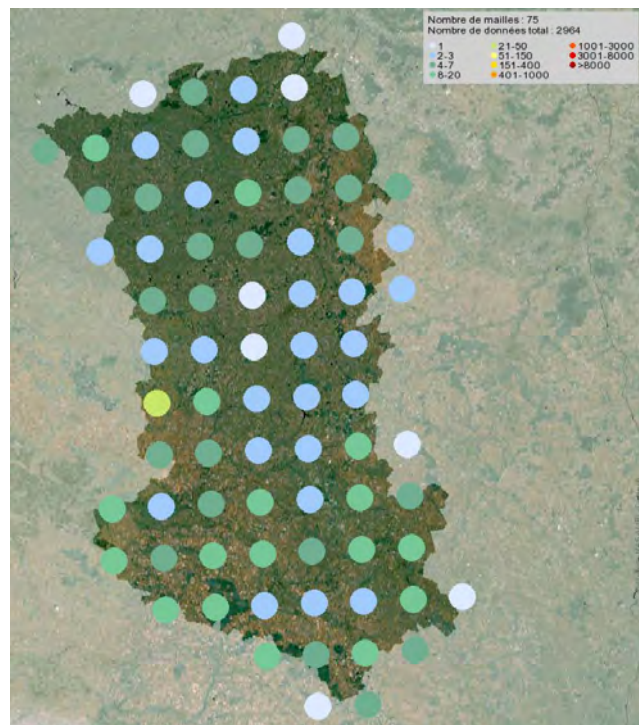 Nombre de mailles : 75
Nombre de données total : 2964
1 21-50 1001-3000
2-3 51-150 3001-8000
4-7 151-400 >8000
8-20 401-1000